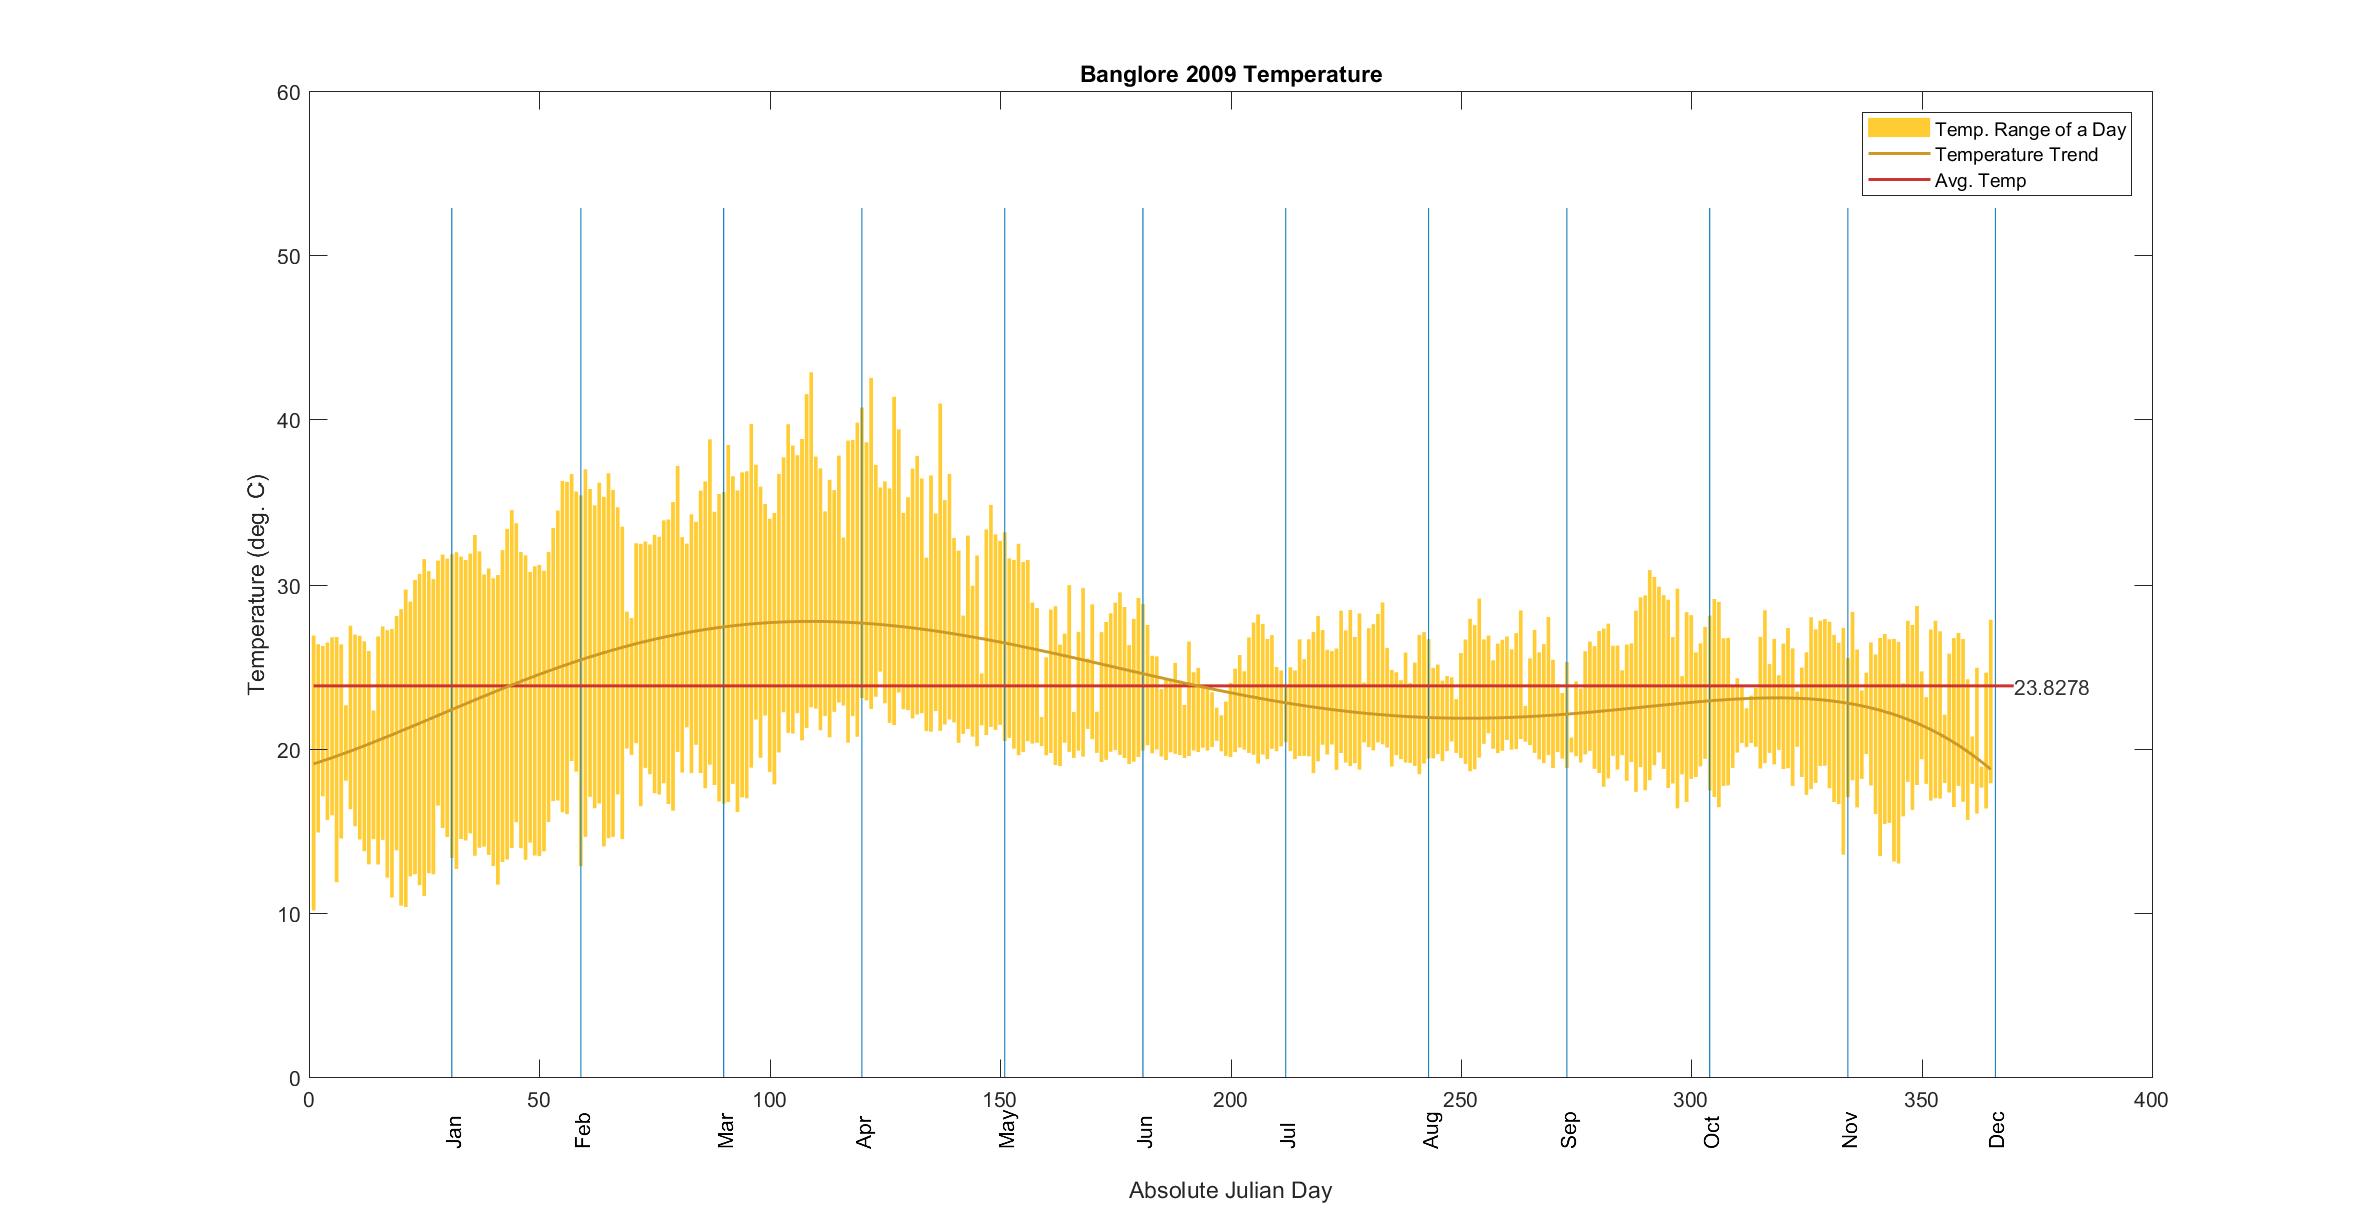 Banglore 2009 Temperature
Temp. Range of a Day
Temperature Trend
Avg. Temp
Temperature (deg. C)
60
50
40
30
20
10
0
23.8278
0 50 100 150 200 250 300 350 400
Jan Feb Mar Apr May Jun Jul Aug Sep Oct Nov Dec
Absolute Julian Day